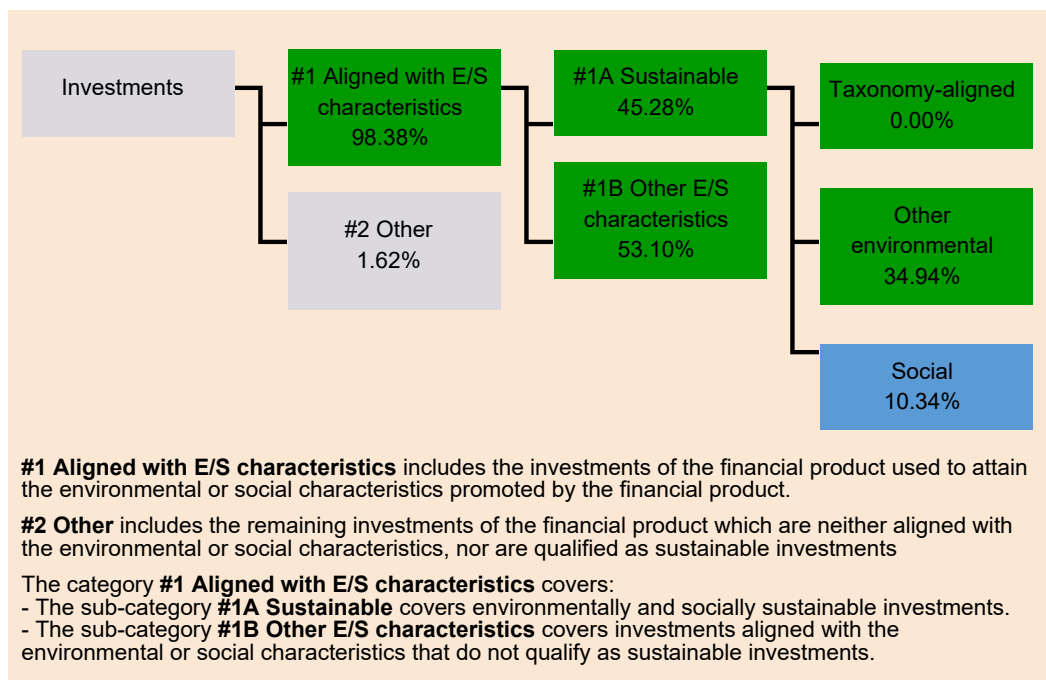 Investments
#1 Aligned with E/S
characteristics
98.38%
#2 Other
1.62%
#1A Sustainable
45.28%
#1B Other E/S
characteristics
53.10%
Taxonomy-aligned
0.00%
Other
environmental
34.94%
Social
10.34%
#1 Aligned with E/S characteristics includes the investments of the financial product used to attain
the environmental or social characteristics promoted by the financial product.
#2 Other includes the remaining investments of the financial product which are neither aligned with
the environmental or social characteristics, nor are qualified as sustainable investments
The category #1 Aligned with E/S characteristics covers:
- The sub-category #1A Sustainable covers environmentally and socially sustainable investments.
- The sub-category #1B Other E/S characteristics covers investments aligned with the
environmental or social characteristics that do not qualify as sustainable investments.